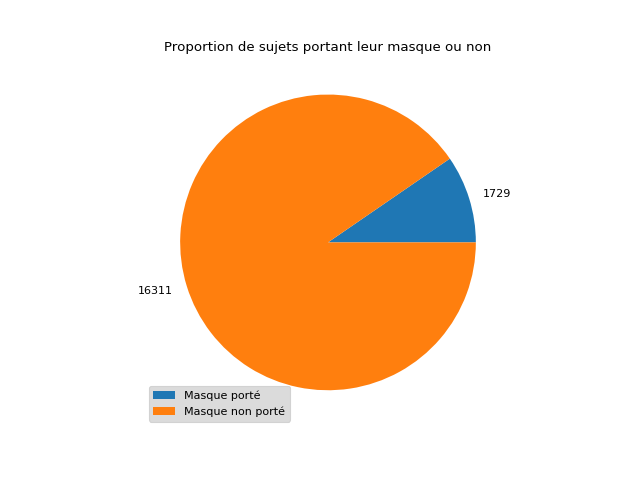 Proportion de sujets portant leur masque ou non
1729
16311
Masque porté
Masque non porté